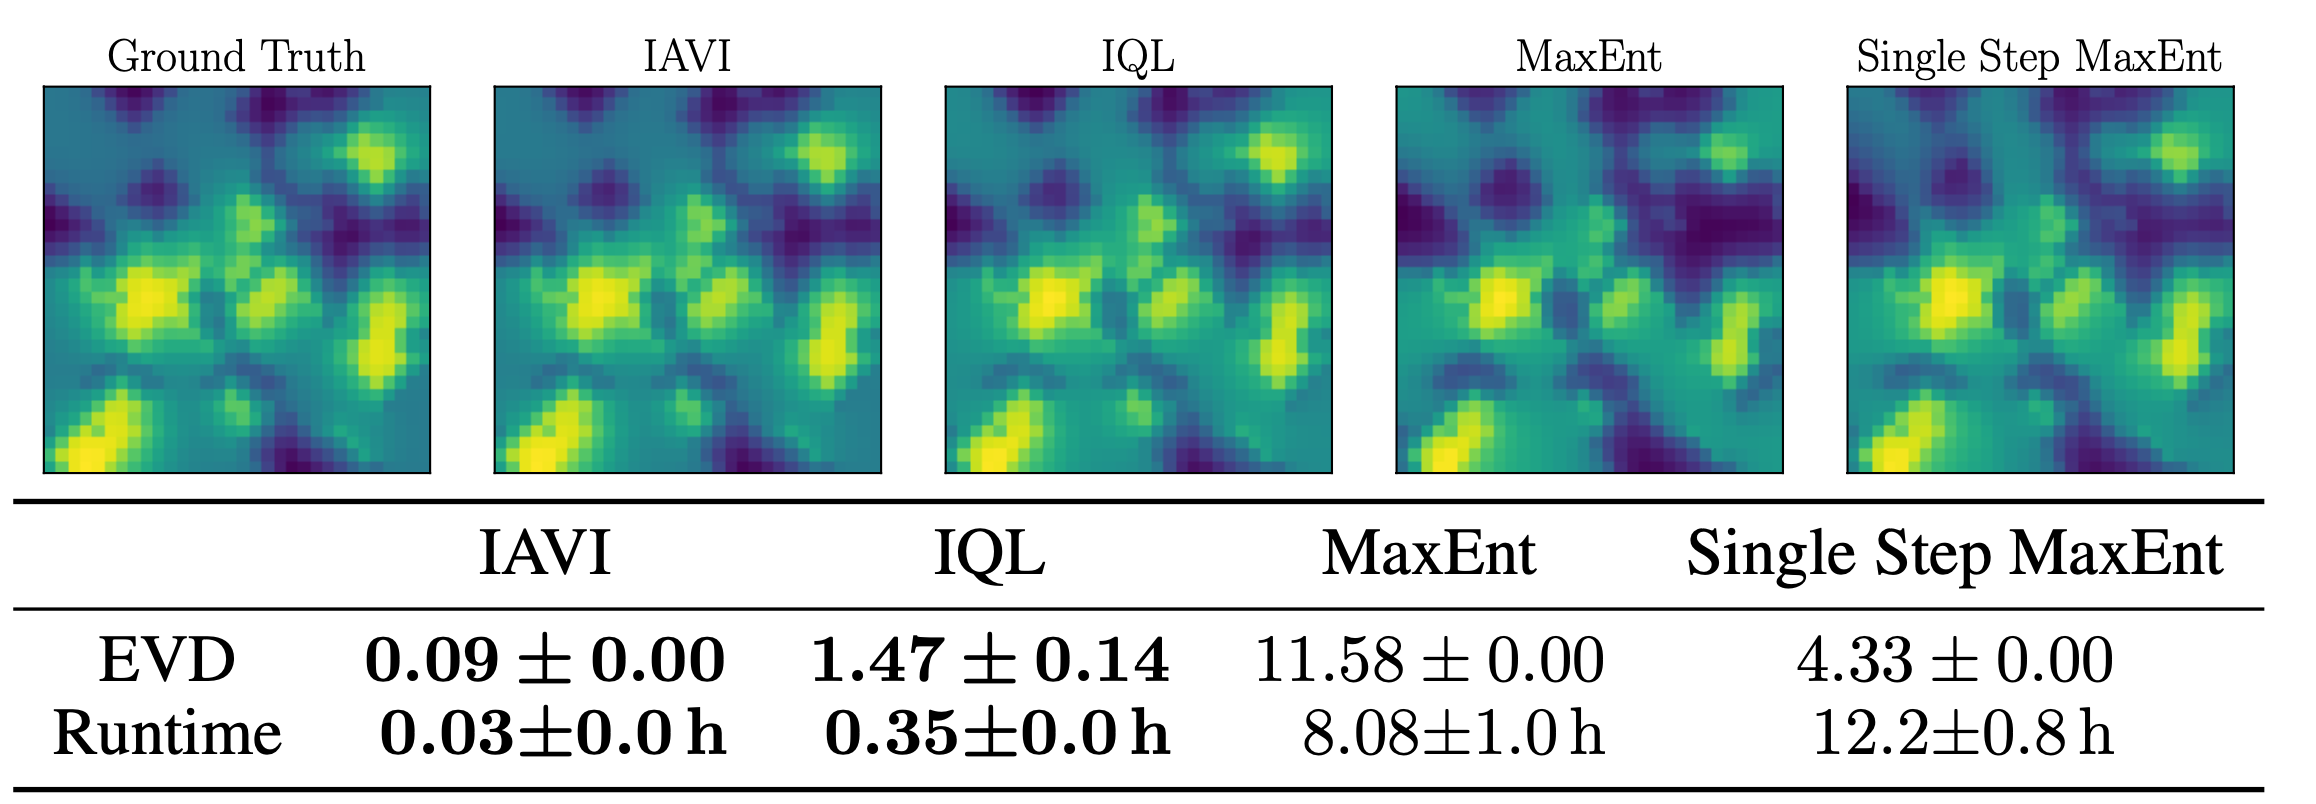 Ground Truth IAVI IQL MaxEnt Single Step MaxEnt
IAVI IQL MaxEnt Single Step MaxEnt
EVD 0.09 ± 0.00 1.47 ± 0.14 11.58 ± 0.00 4.33 ± 0.00
Runtime 0.03±0.0 h 0.35±0.0 h 8.08±1.0 h 12.2±0.8 h